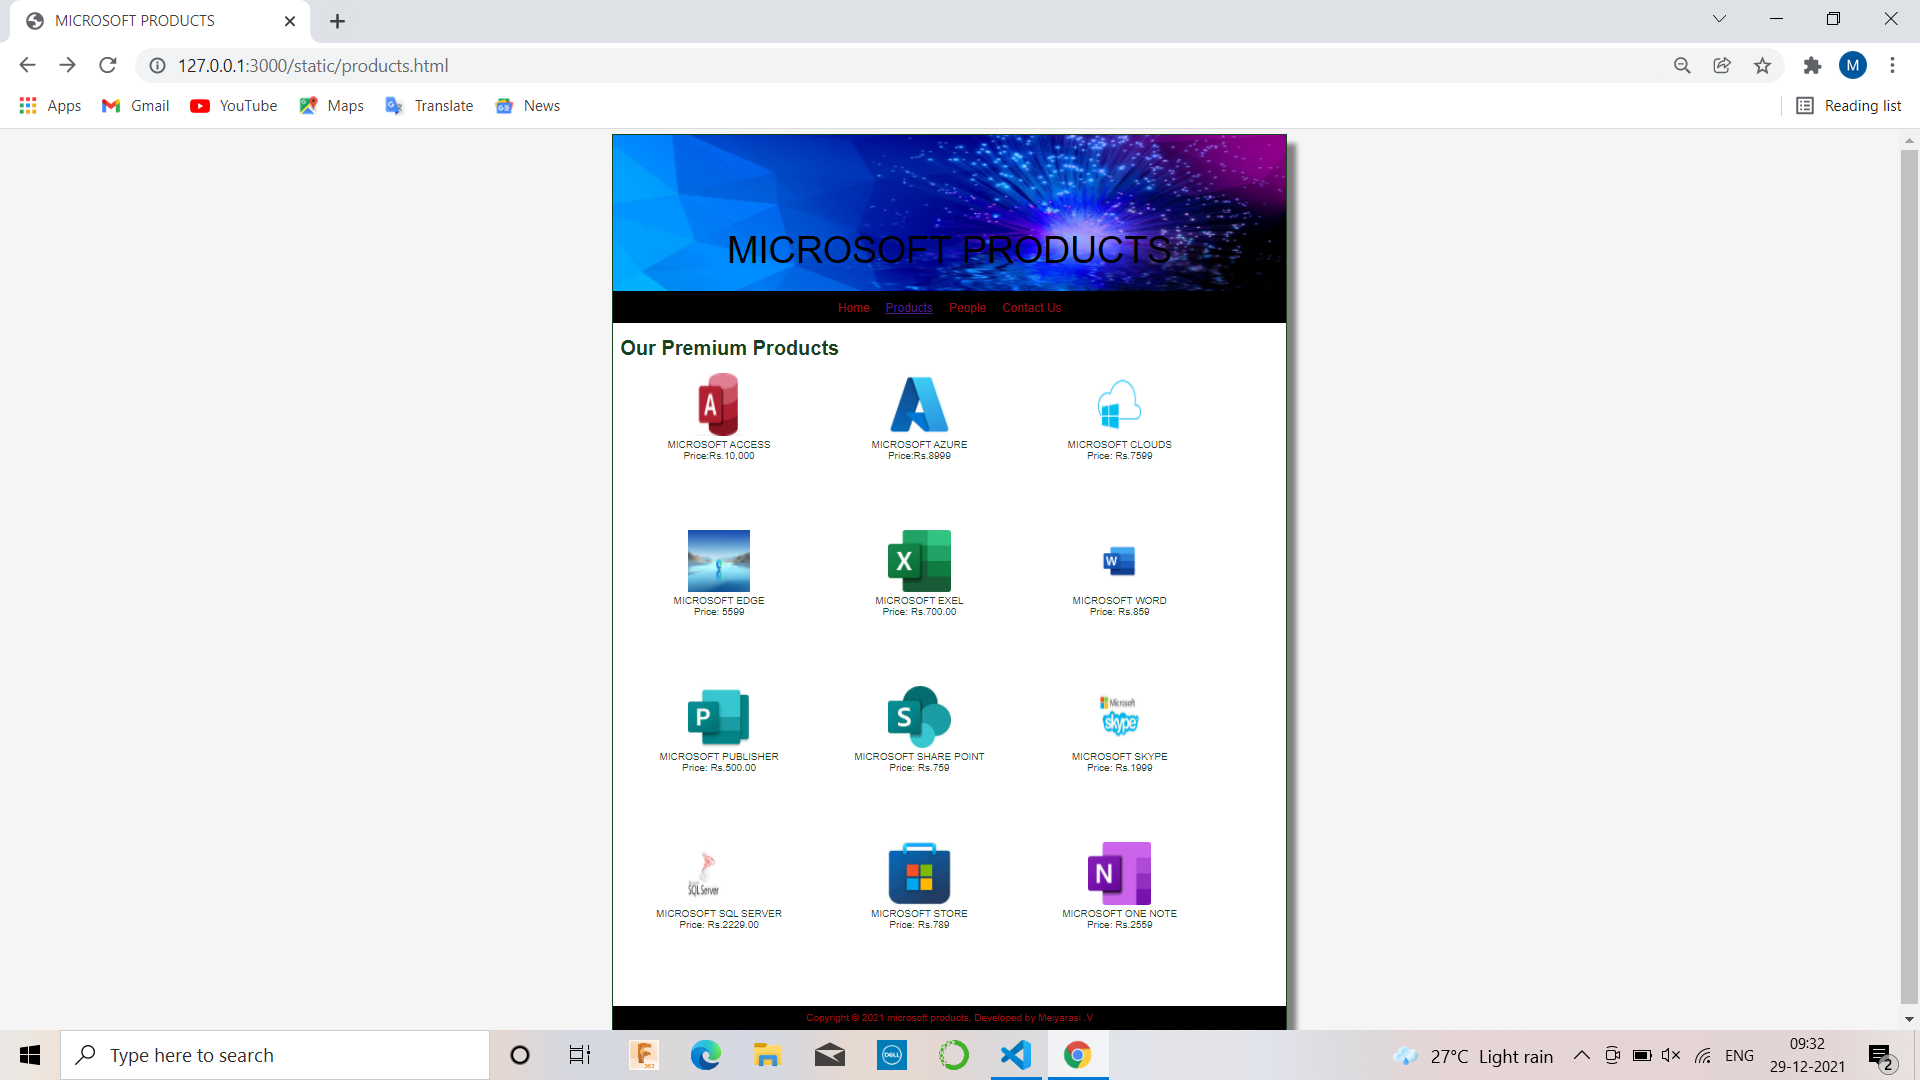 MICROSOFT PRODUCTS
127.0.0.1:3000/static/products.html
M
Apps Gmail YouTube Maps Translate News Reading list
MICROSOFT PRODUCTS
Home Products People Contact Us
Our Premium Products
A
MICROSOFT ACCESS
Price:Rs.10,000
MICROSOFT AZURE
Price:Rs.8999
MICROSOFT CLOUDS
Price: Rs.7599
MICROSOFT EDGE
Price: 5599
X
MICROSOFT EXEL
Price: Rs.700.00
W
MICROSOFT WORD
Price: Rs.859
P
MICROSOFT PUBLISHER
Price: Rs.500.00
S
MICROSOFT SHARE POINT
Price: Rs.759
Microsoft
skype
MICROSOFT SKYPE
Price: Rs.1999
SQL Server
MICROSOFT SQL SERVER
Price: Rs.2229.00
MICROSOFT STORE
Price: Rs.789
N
MICROSOFT ONE NOTE
Price: Rs.2559
Copyright © 2021 microsoft products. Developed by Meiyarasi .V
Type here to search
F
DELL
27°C Light rain
ENG
09:32
29-12-2021
2